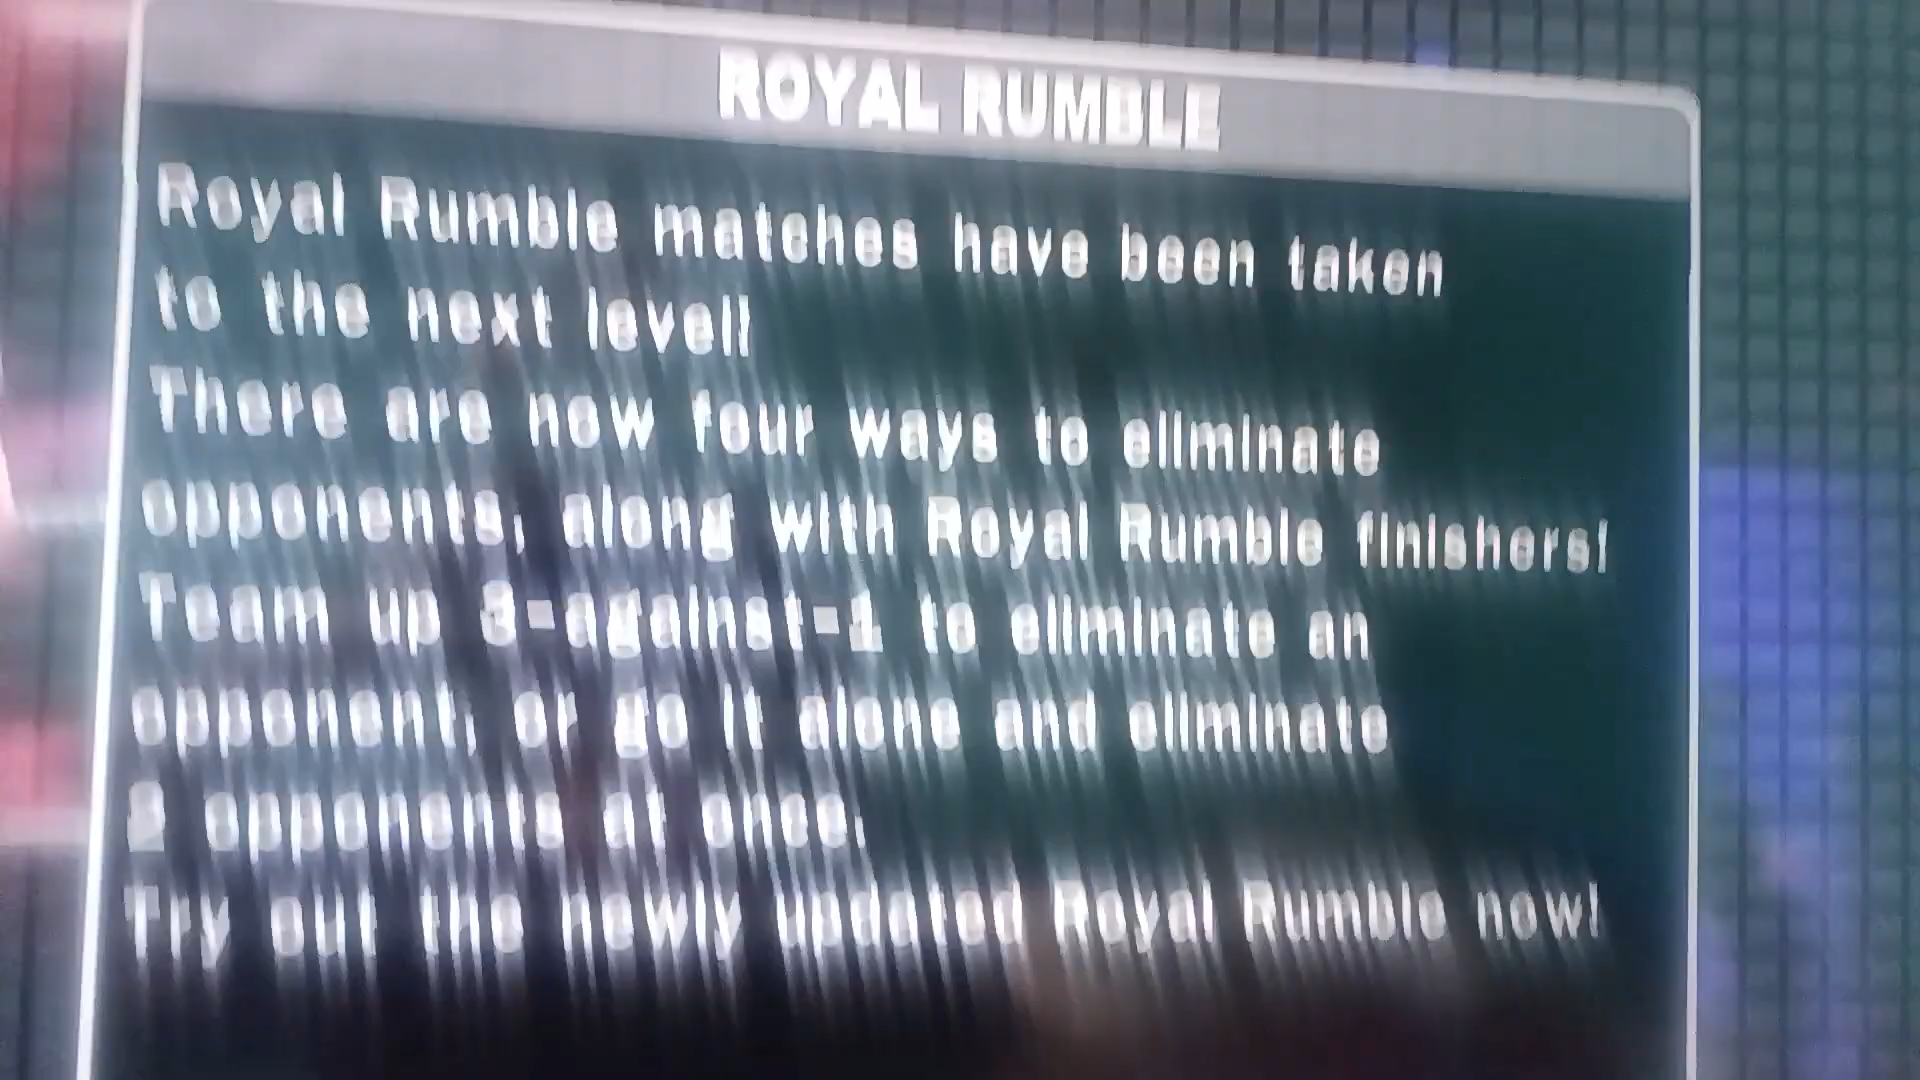 ROYAL RUMBLE
Royal Rumble matches have been taken
to the next level!
There are now four ways to eliminate
opponents, along with Royal Rumble finishers!
Team up 3-against-1 to eliminate an
opponent, or go it alone and eliminate
opponents at once.
Try out the newly updated Royal Rumble now!